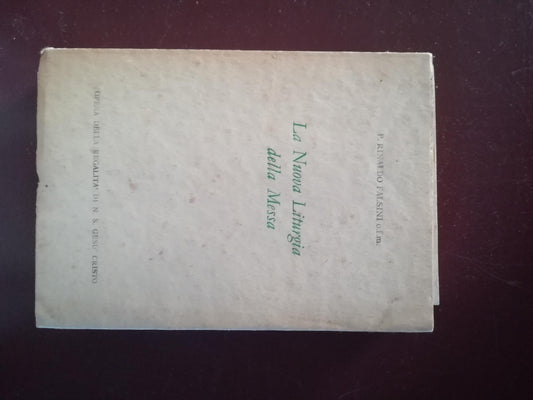 P. RINALDO FALSINI o.f.m.
La Nuova Liturgia
della Messa
OPERA DELLA REGALITA' DI N. S. GESU' CRISTO